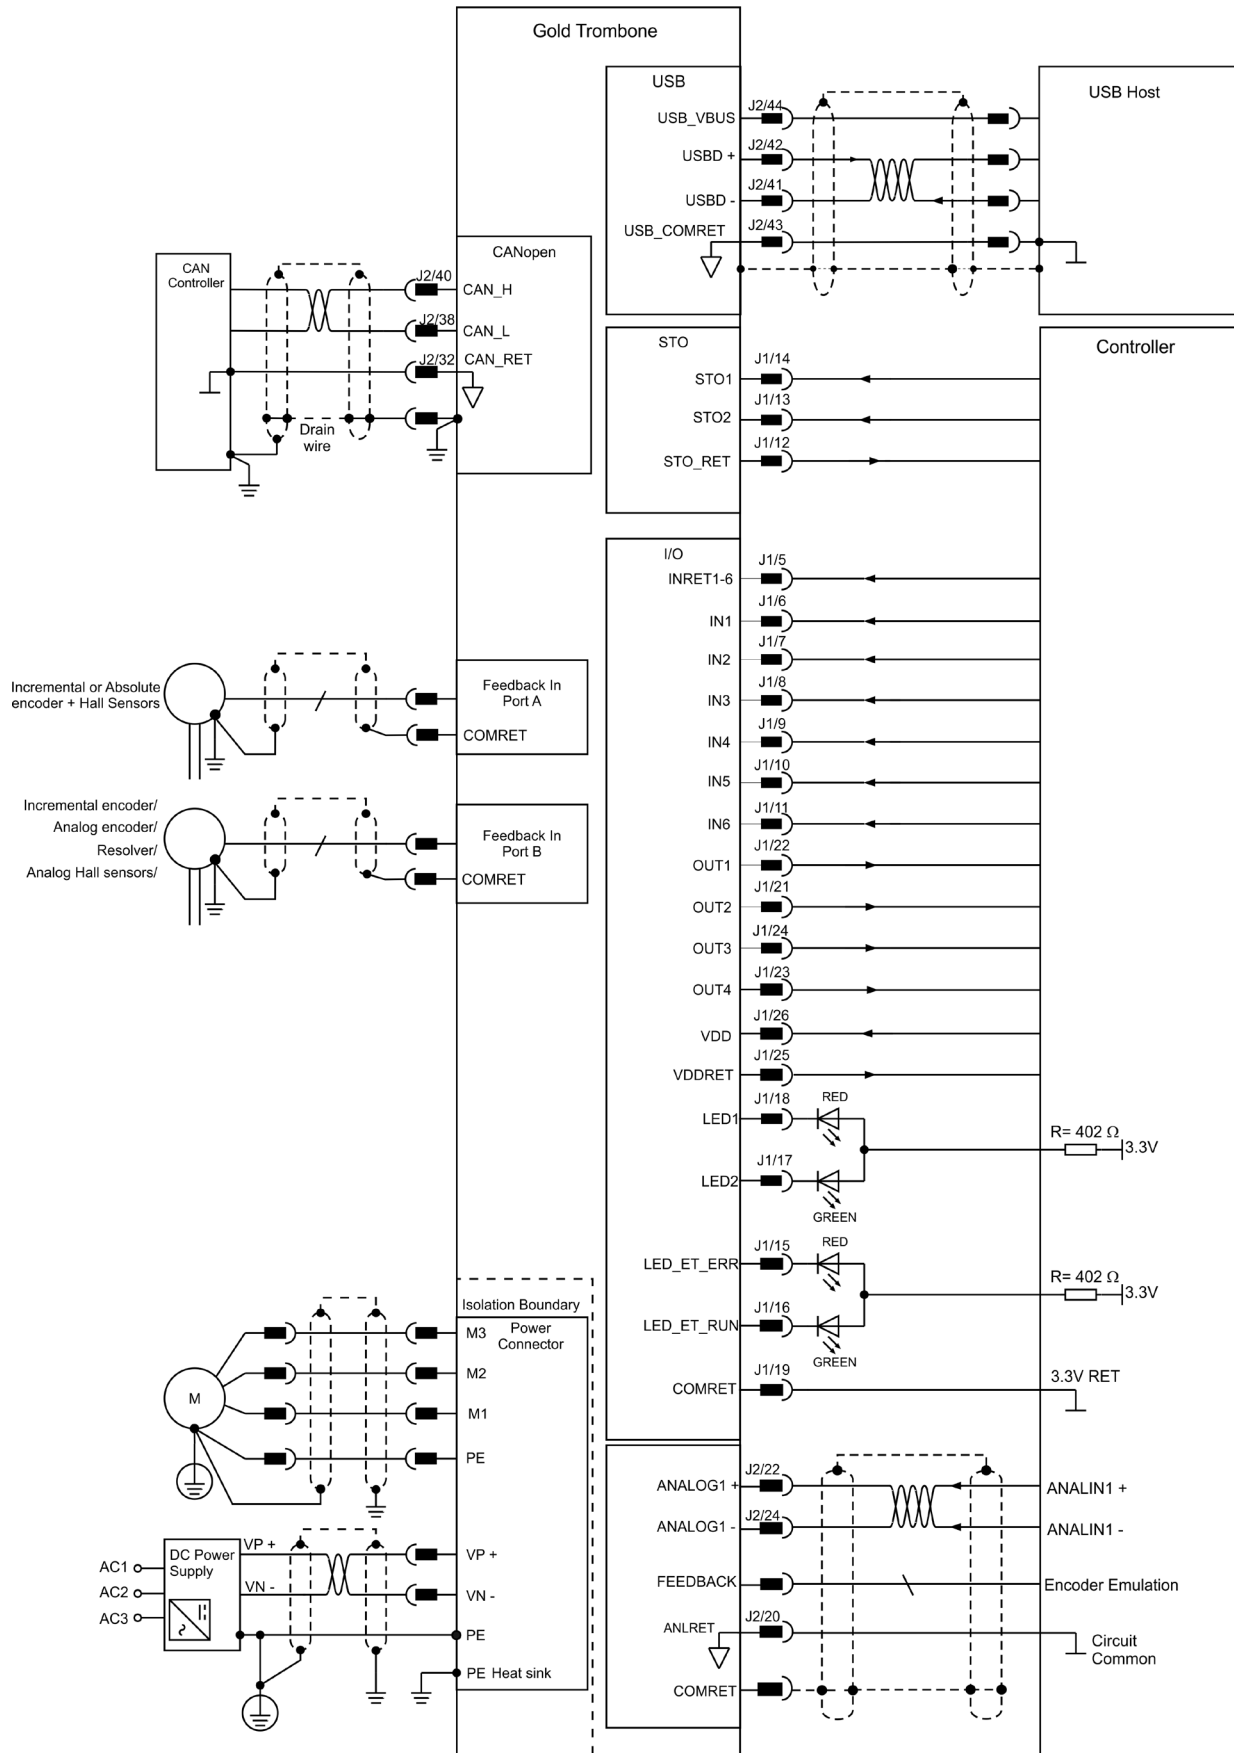 Gold Trombone
USB
USB Host
USB_VBUS
J2/44
USBD +
J2/42
USBD -
J2/41
USB_COMRET
J2/43
CANopen
CAN
Controller
J2/40
CAN_H
J2/38
CAN_L
J2/32
CAN_RET
Drain
wire
STO
Controller
STO1
J1/14
STO2
J1/13
STO_RET
J1/12
I/O
INRET1-6
J1/5
IN1
J1/6
IN2
J1/7
IN3
J1/8
IN4
J1/9
IN5
J1/10
IN6
J1/11
OUT1
J1/22
OUT2
J1/21
OUT3
J1/24
OUT4
J1/23
VDD
J1/26
VDDRET
J1/25
LED1
J1/18
RED
R= 402 Ω
3.3V
LED2
J1/17
GREEN
LED_ET_ERR
J1/15
RED
R= 402 Ω
3.3V
LED_ET_RUN
J1/16
GREEN
COMRET
J1/19
3.3V RET
Incremental or Absolute
encoder + Hall Sensors
Feedback In
Port A
COMRET
Incremental encoder/
Analog encoder/
Resolver/
Analog Hall sensors/
Feedback In
Port B
COMRET
Isolation Boundary
Power
Connector
M3
M2
M1
PE
M
DC Power
Supply
AC1
AC2
AC3
VP +
VN -
VP +
VN -
PE
PE Heat sink
ANALOG1 +
J2/22
ANALIN1 +
ANALOG1 -
J2/24
ANALIN1 -
FEEDBACK
Encoder Emulation
ANLRET
J2/20
Circuit
Common
COMRET